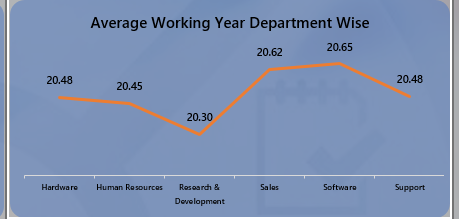 Average Working Year Department Wise
20.48
20.45
20.30
20.62
20.65
20.48
Hardware
Human Resources
Research &
Development
Sales
Software
Support